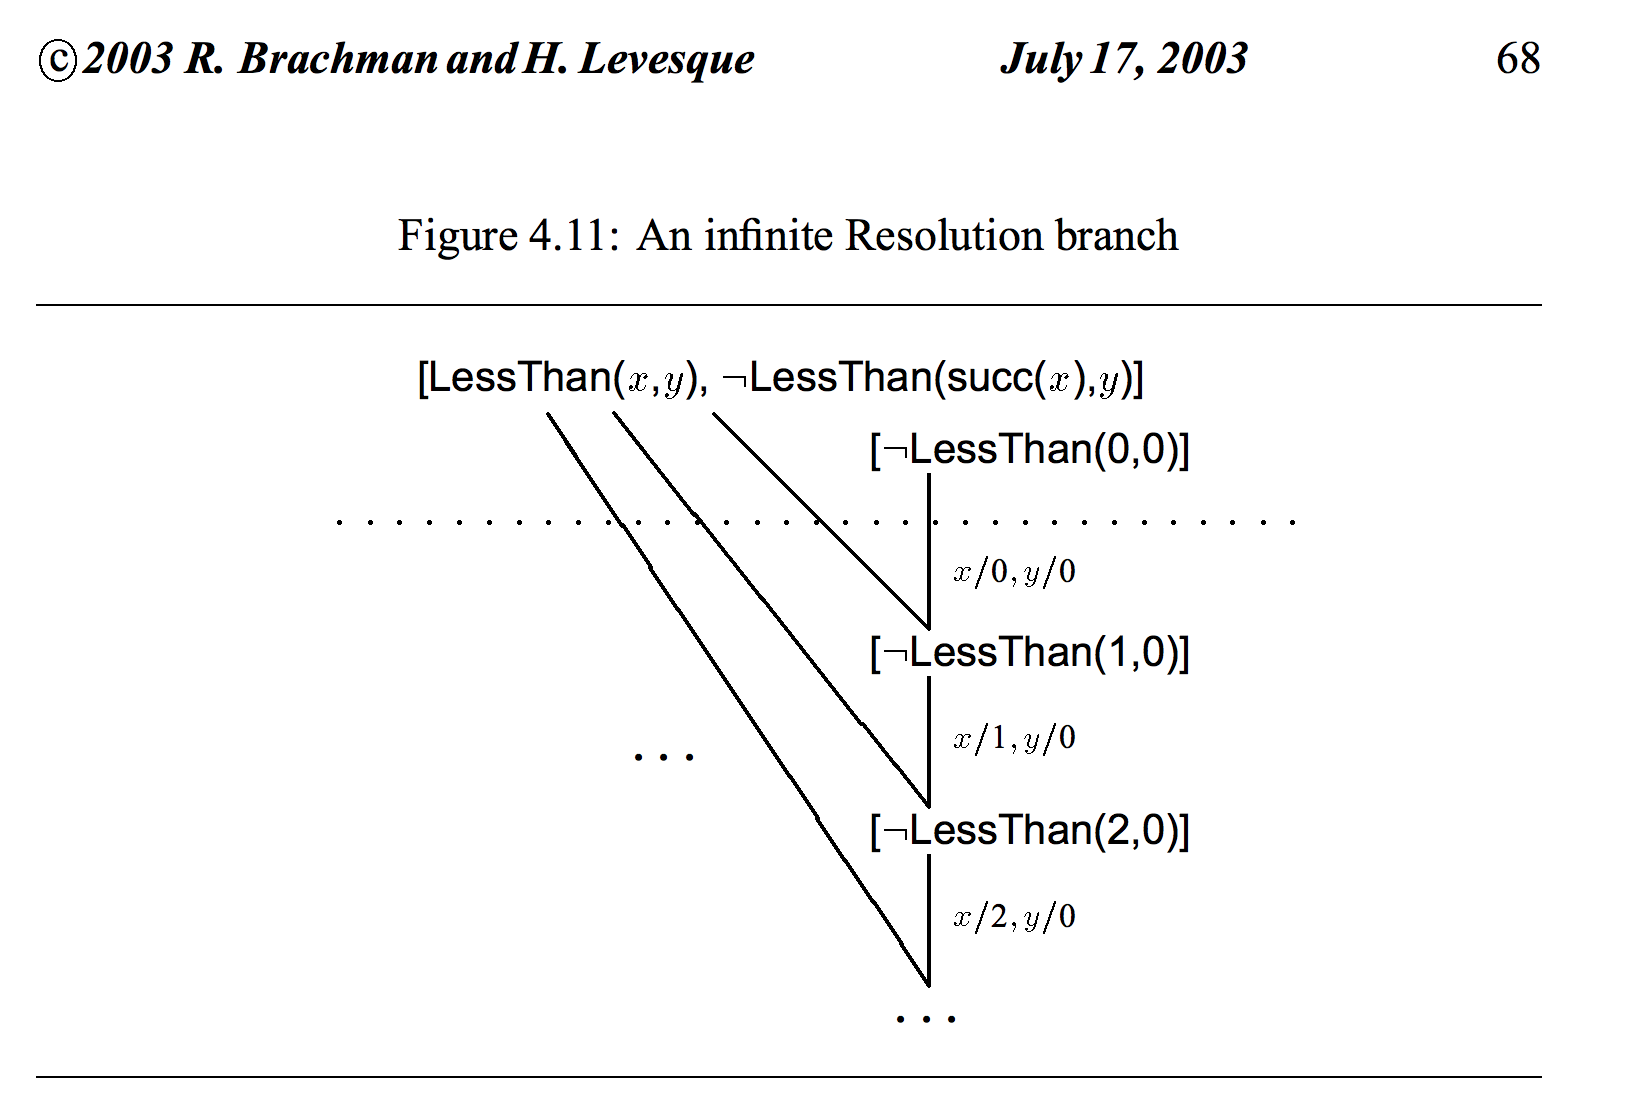 ©2003 R. Brachman and H. Levesque July 17, 2003 68
Figure 4.11: An infinite Resolution branch
[LessThan(x,y), ¬LessThan(succ(x),y)]
[¬LessThan(0,0)]
x/0, y/0
[¬LessThan(1,0)]
x/1, y/0
. . .
[¬LessThan(2,0)]
x/2, y/0
. . .